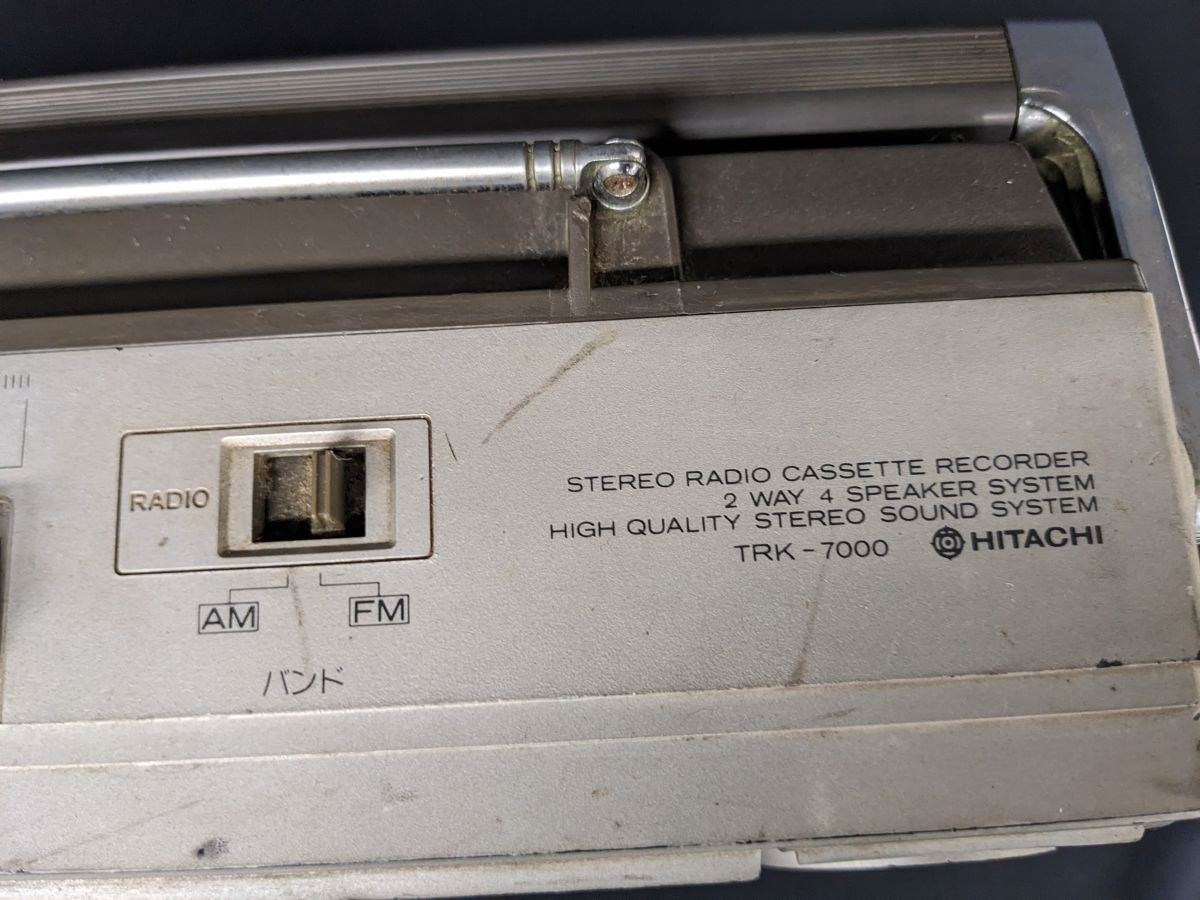 STEREO RADIO CASSETTE RECORDER
2 WAY 4 SPEAKER SYSTEM
HIGH QUALITY STEREO SOUND SYSTEM
TRK-7000 HITACHI
RADIO
AM FM
バンド